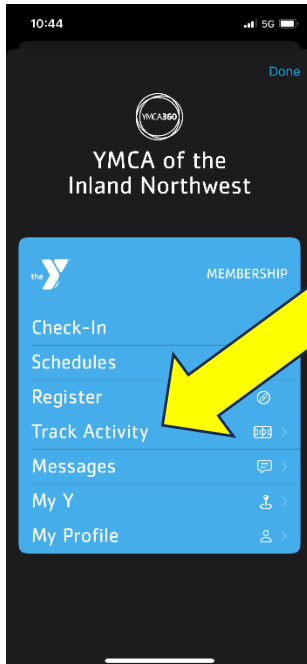 10:44
5G
Done
YMCA360
YMCA of the
Inland Northwest
the Y
MEMBERSHIP
Check-In
Schedules
Register
Track Activity
Messages
My Y
My Profile